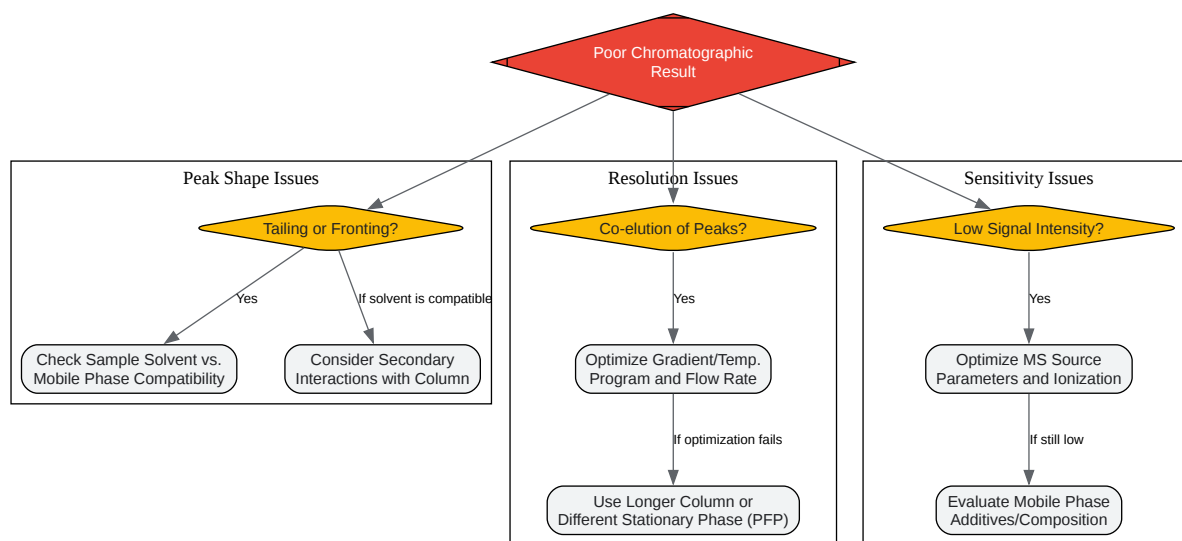 Poor Chromatographic
Result
Peak Shape Issues
Resolution Issues
Sensitivity Issues
Tailing or Fronting?
Co-elution of Peaks?
Low Signal Intensity?
Yes
If solvent is compatible
Yes
Yes
Check Sample Solvent vs.
Mobile Phase Compatibility
Consider Secondary
Interactions with Column
Optimize Gradient/Temp.
Program and Flow Rate
Optimize MS Source
Parameters and Ionization
If optimization fails
If still low
Use Longer Column or
Different Stationary Phase (PFP)
Evaluate Mobile Phase
Additives/Composition